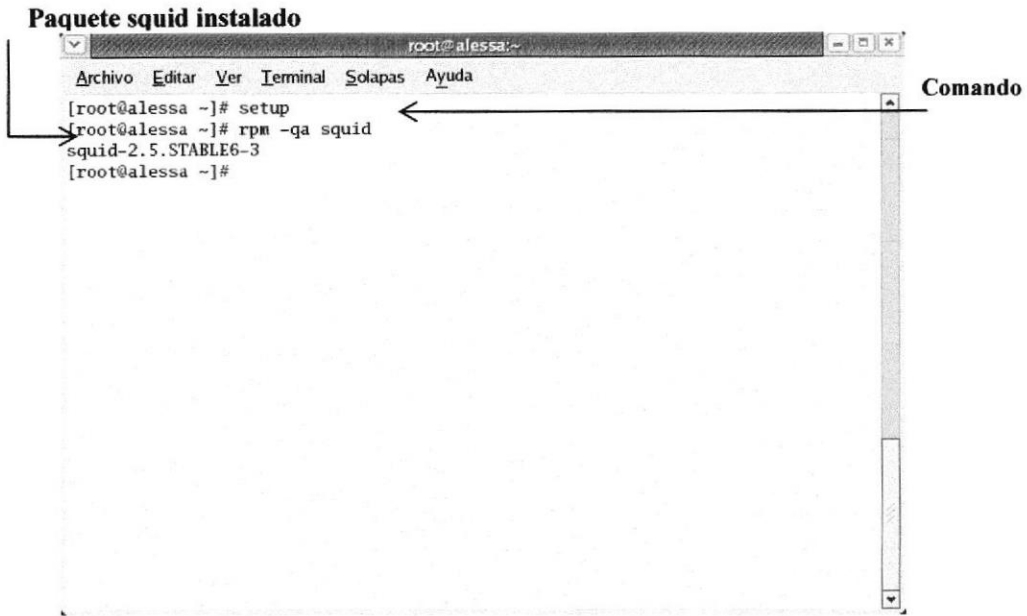 Paquete squid instalado
root@alessa:~
Archivo Editar Ver Terminal Solapas Ayuda
Comando
[root@alessa ~]# setup
[root@alessa ~]# rpm -qa squid
squid-2.5.STABLE6-3
[root@alessa ~]#